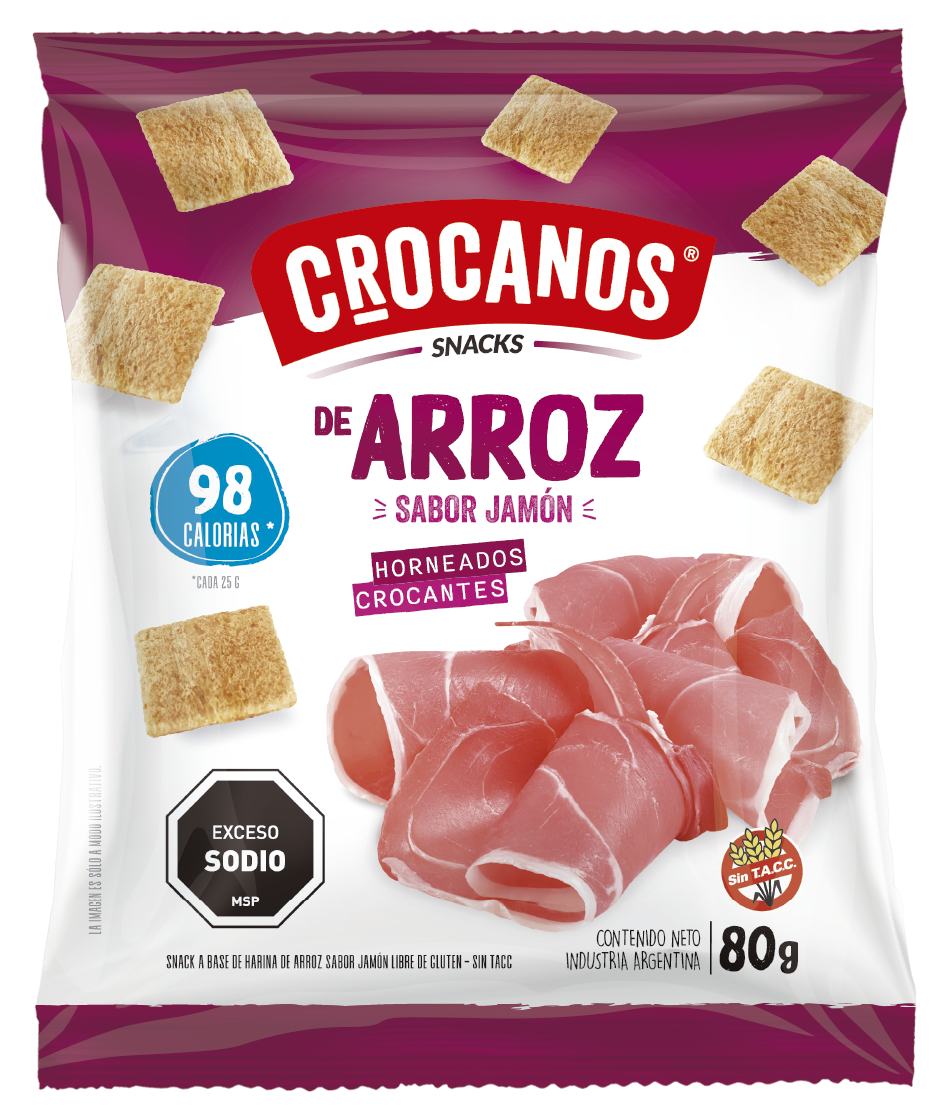 CROCANOS®
SNACKS
DE ARROZ
SABOR JAMÓN
98
CALORIAS*
*CADA 25 G
HORNEADOS
CROCANTES
LA IMAGEN ES SÓLO A MODO ILUSTRATIVO.
EXCESO
SODIO
MSP
Sin T.A.C.C.
SNACK A BASE DE HARINA DE ARROZ SABOR JAMÓN LIBRE DE GLUTEN - SIN TACC
CONTENIDO NETO
INDUSTRIA ARGENTINA
80g